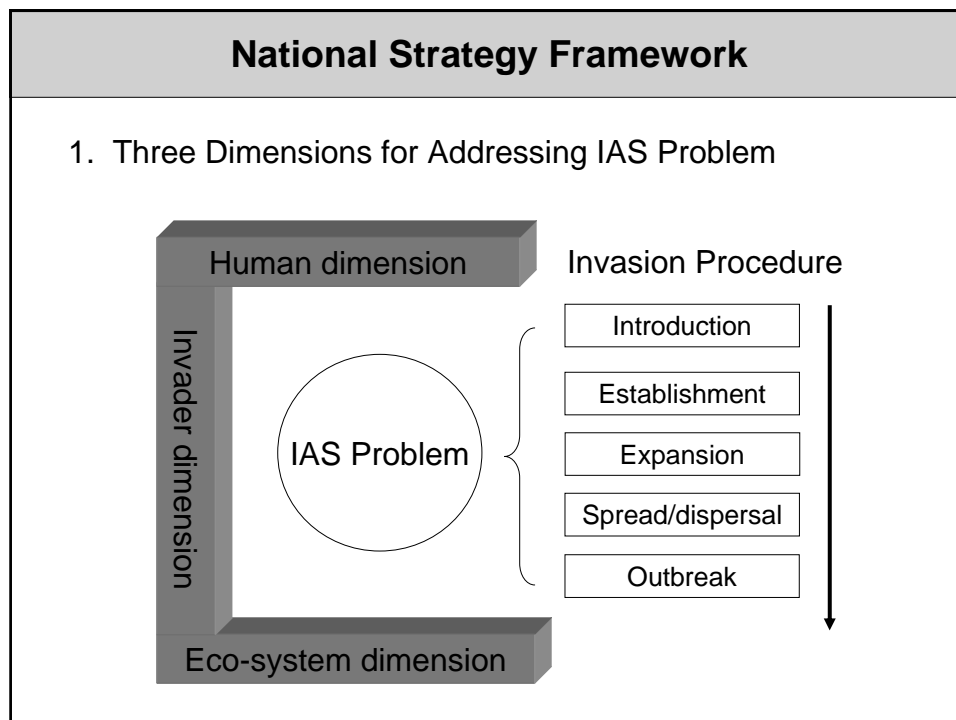 National Strategy Framework
1. Three Dimensions for Addressing IAS Problem
Human dimension
Invader dimension
Eco-system dimension
IAS Problem
Invasion Procedure
Introduction
Establishment
Expansion
Spread/dispersal
Outbreak